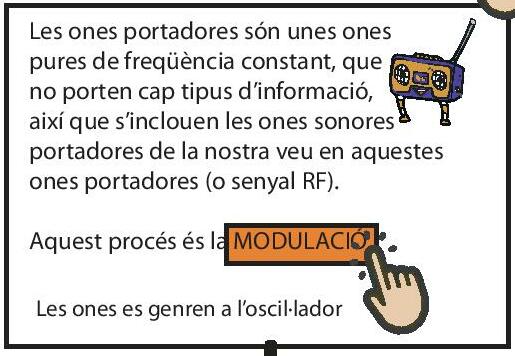 Les ones portadores són unes ones
pures de freqüència constant, que
no porten cap tipus d'informació,
així que s'inclouen les ones sonores
portadores de la nostra veu en aquestes
ones portadores (o senyal RF).
Aquest procés és la MODULACIÓ
Les ones es genren a l'oscil·lador